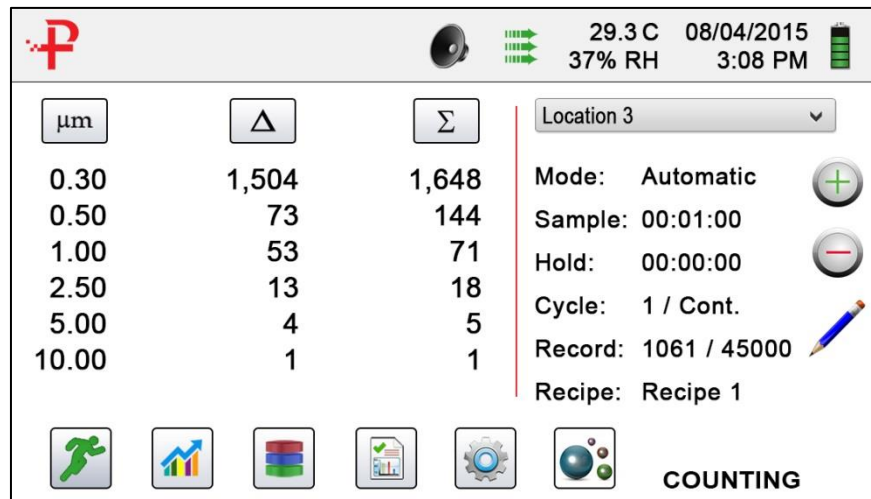 29.3 C 08/04/2015
37% RH 3:08 PM
µm Δ Σ
0.30 1,504 1,648
0.50 73 144
1.00 53 71
2.50 13 18
5.00 4 5
10.00 1 1
Location 3
Mode: Automatic
Sample: 00:01:00
Hold: 00:00:00
Cycle: 1 / Cont.
Record: 1061 / 45000
Recipe: Recipe 1
COUNTING